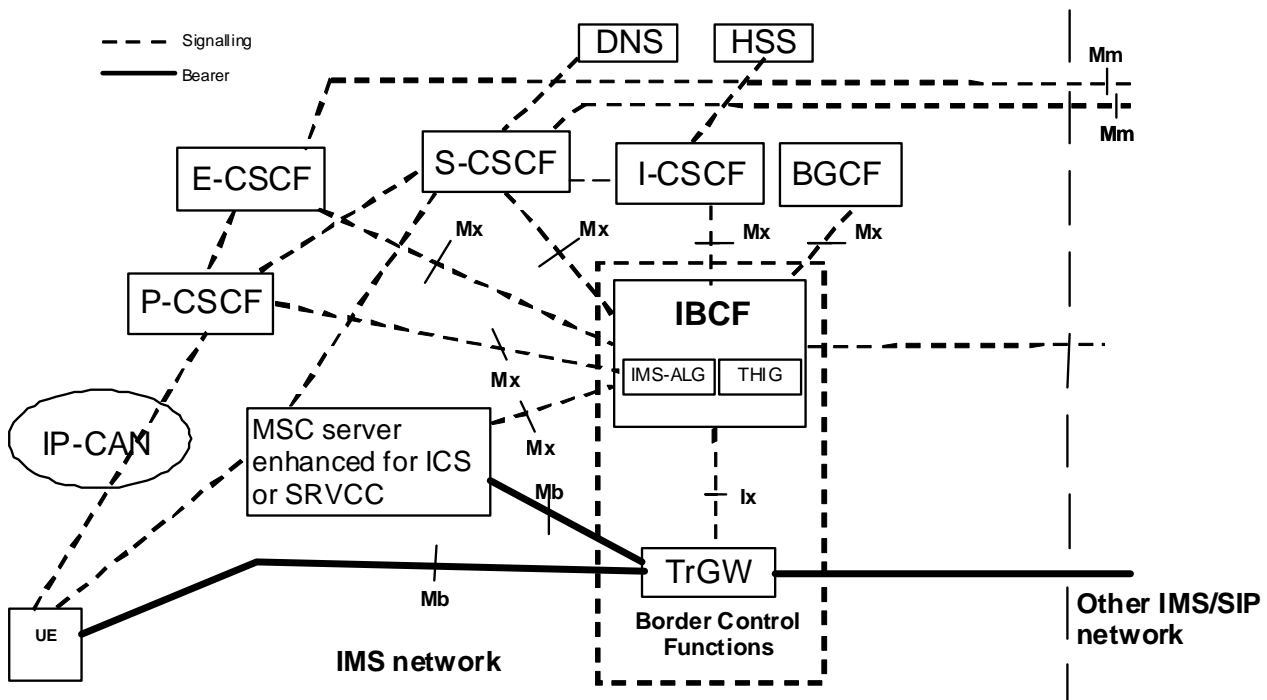 Signalling
Bearer
DNS
HSS
Mm
Mm
E-CSCF
S-CSCF
I-CSCF
BGCF
Mx
Mx
Mx
Mx
P-CSCF
IBCF
IMS-ALG
THIG
Mx
Mx
IP-CAN
MSC server
enhanced for ICS
or SRVCC
Mb
Ix
TrGW
Mb
UE
Border Control
Functions
IMS network
Other IMS/SIP
network